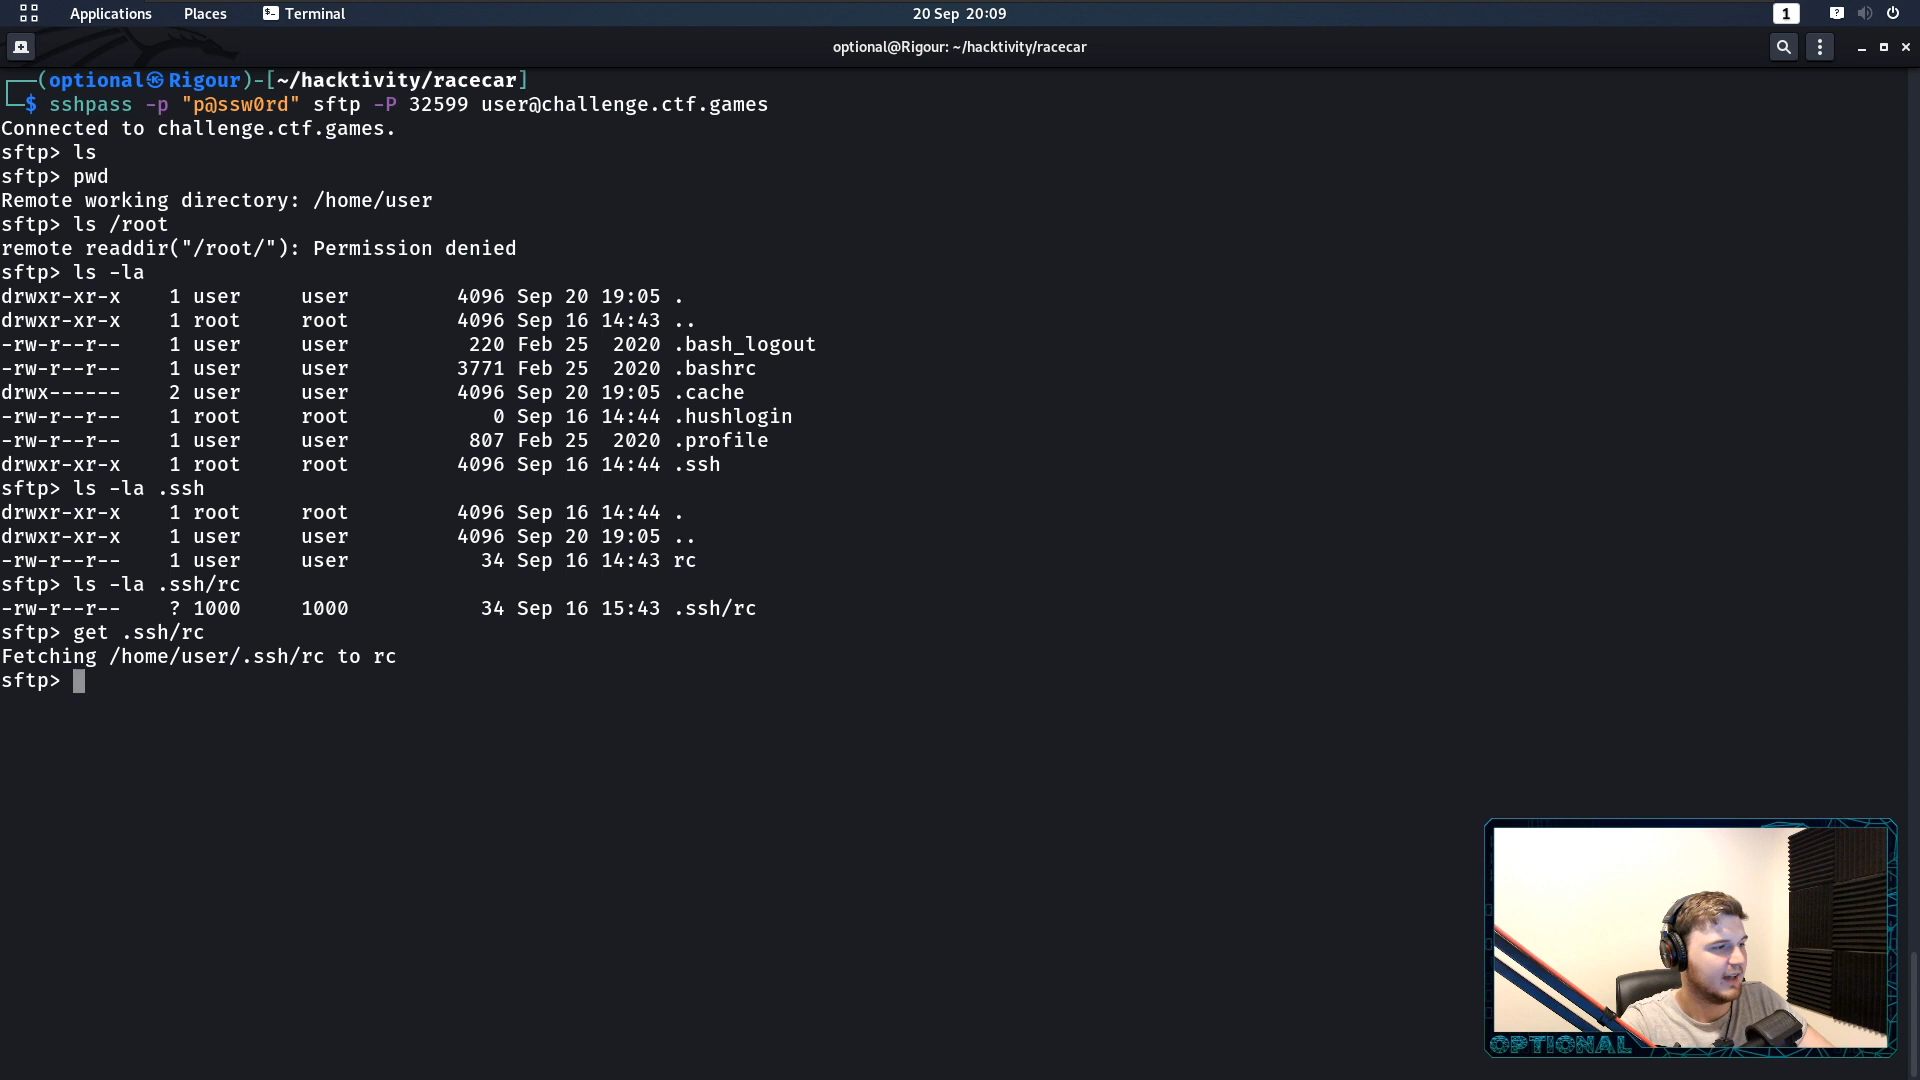 Applications Places Terminal 20 Sep 20:09 1
optional@Rigour: ~/hacktivity/racecar
┌──(optional㉿Rigour)-[~/hacktivity/racecar]
└─$ sshpass -p "p@ssw0rd" sftp -P 32599 user@challenge.ctf.games
Connected to challenge.ctf.games.
sftp> ls
sftp> pwd
Remote working directory: /home/user
sftp> ls /root
remote readdir("/root/"): Permission denied
sftp> ls -la
drwxr-xr-x    1 user     user         4096 Sep 20 19:05 .
drwxr-xr-x    1 root     root         4096 Sep 16 14:43 ..
-rw-r--r--    1 user     user          220 Feb 25  2020 .bash_logout
-rw-r--r--    1 user     user         3771 Feb 25  2020 .bashrc
drwx------    2 user     user         4096 Sep 20 19:05 .cache
-rw-r--r--    1 root     root            0 Sep 16 14:44 .hushlogin
-rw-r--r--    1 user     user          807 Feb 25  2020 .profile
drwxr-xr-x    1 root     root         4096 Sep 16 14:44 .ssh
sftp> ls -la .ssh
drwxr-xr-x    1 root     root         4096 Sep 16 14:44 .
drwxr-xr-x    1 user     user         4096 Sep 20 19:05 ..
-rw-r--r--    1 user     user           34 Sep 16 14:43 rc
sftp> ls -la .ssh/rc
-rw-r--r--    ? 1000     1000           34 Sep 16 15:43 .ssh/rc
sftp> get .ssh/rc
Fetching /home/user/.ssh/rc to rc
sftp>
OPTIONAL